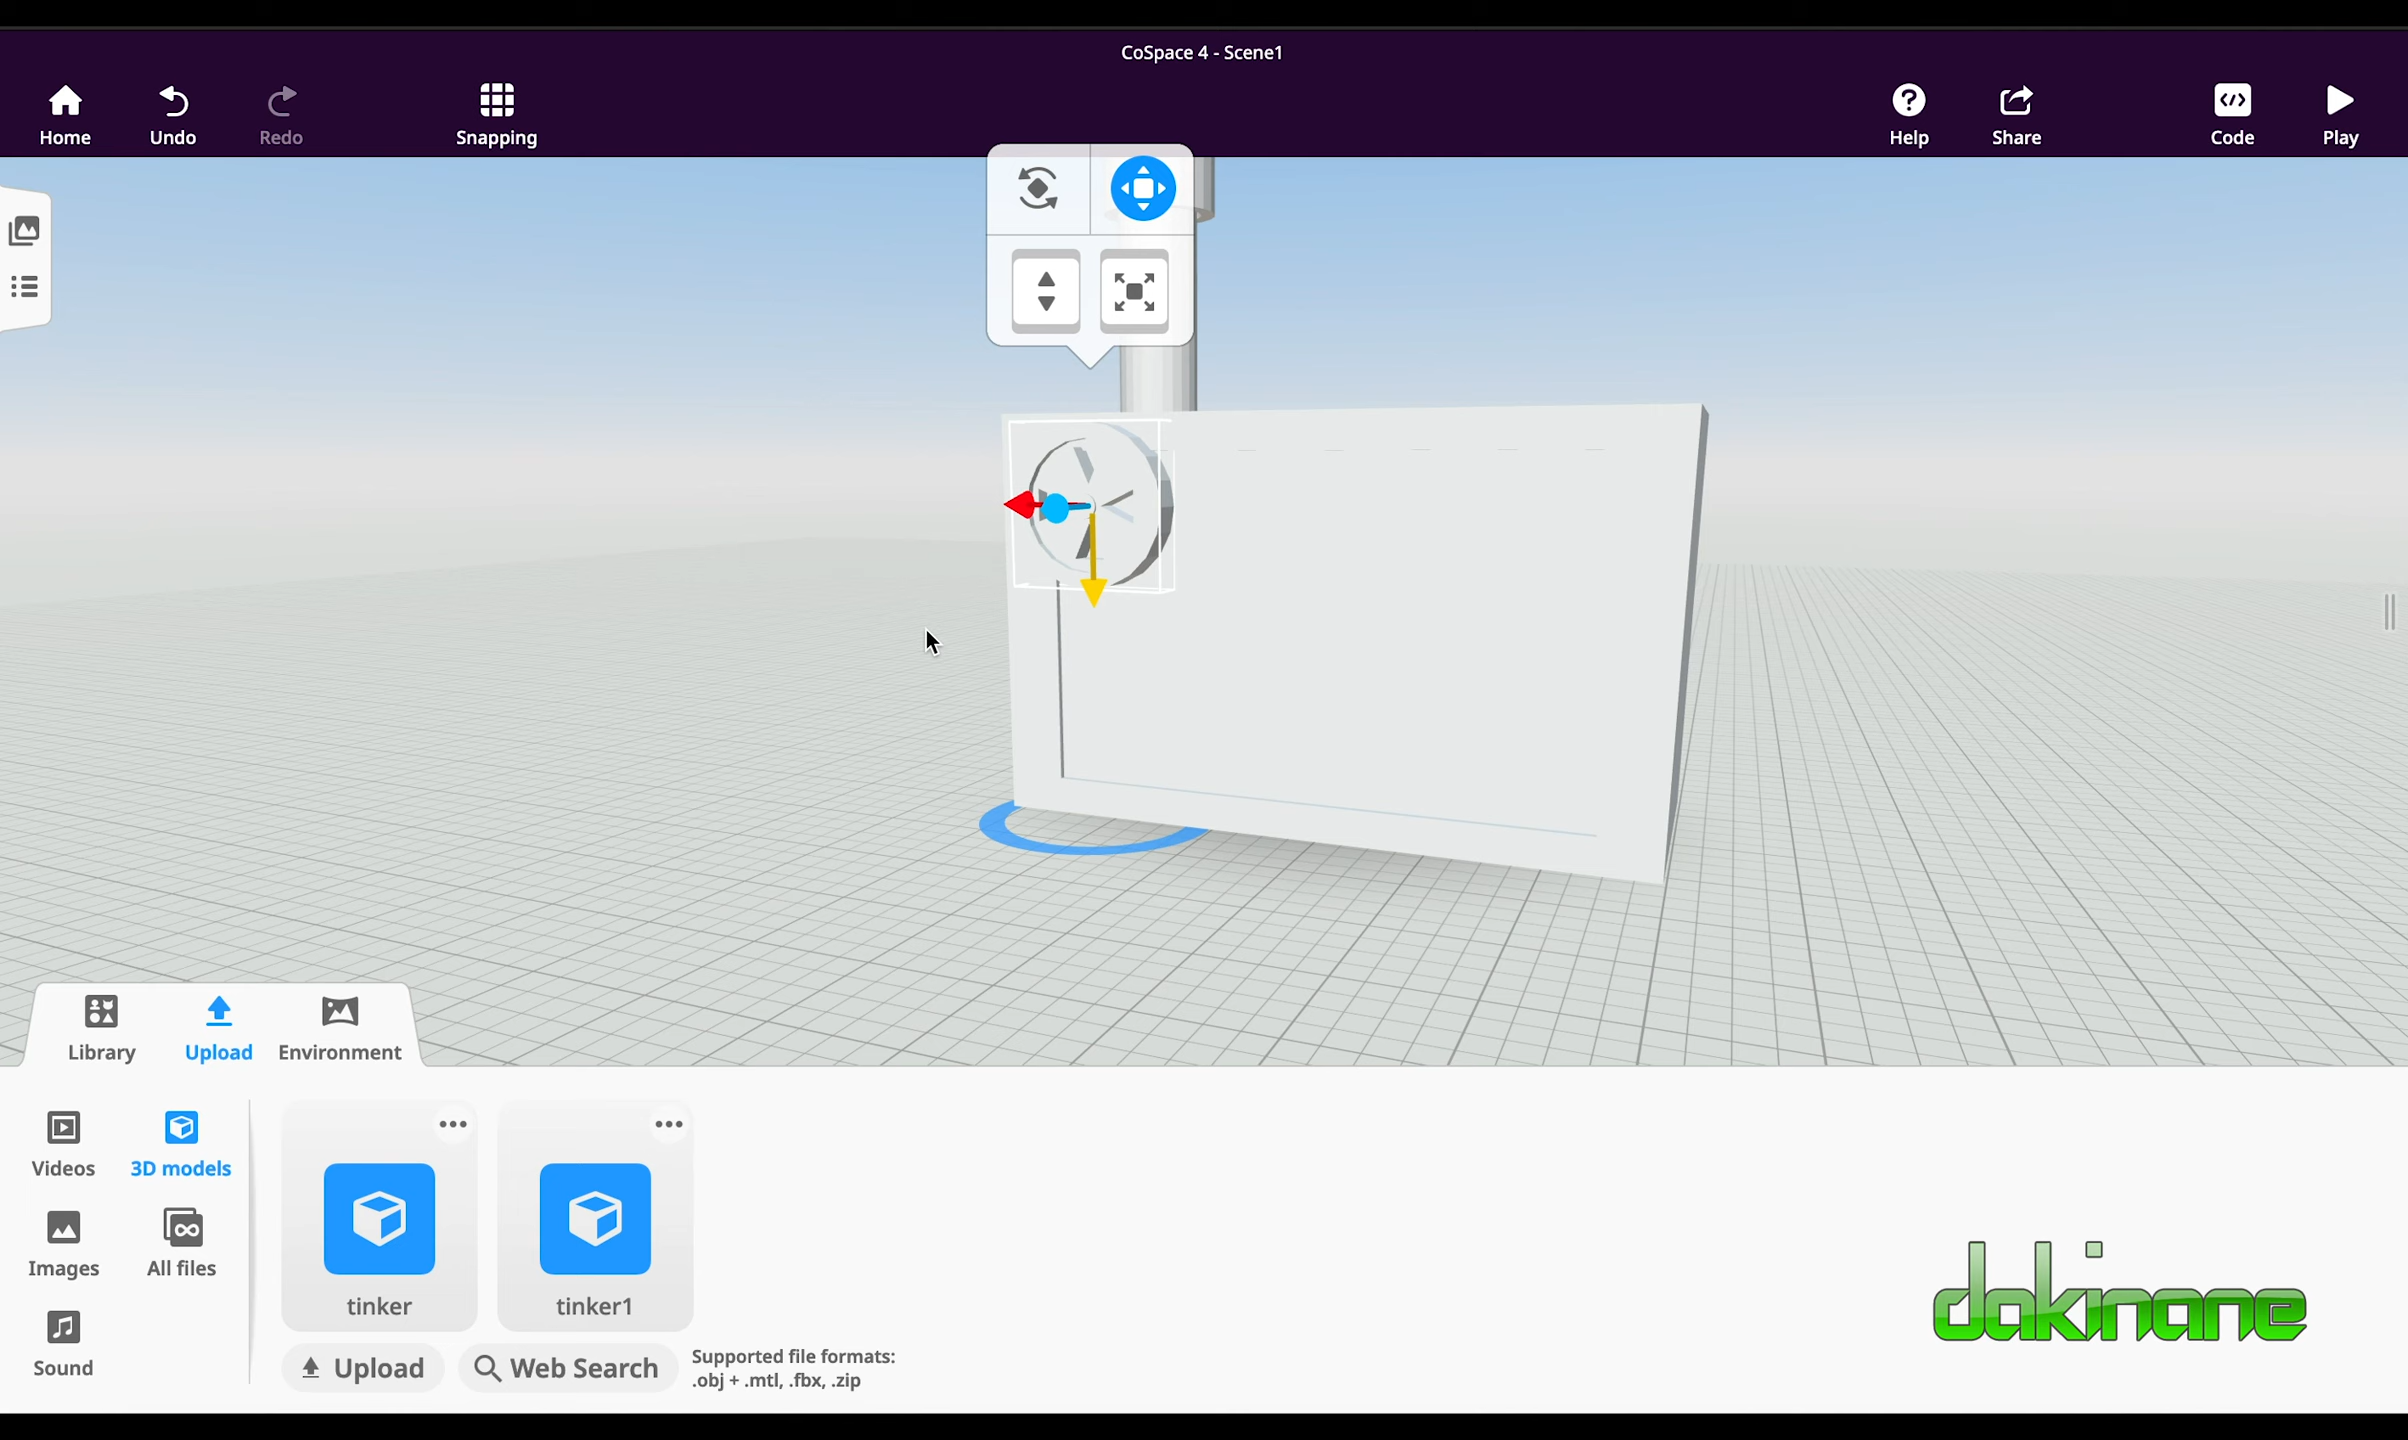 CoSpace 4 - Scene1
Home
Undo
Redo
Snapping
Help
Share
Code
Play
Library
Upload
Environment
Videos
3D models
Images
All files
Sound
tinker
tinker1
Upload
Web Search
Supported file formats:
.obj + .mtl, .fbx, .zip
dakinane